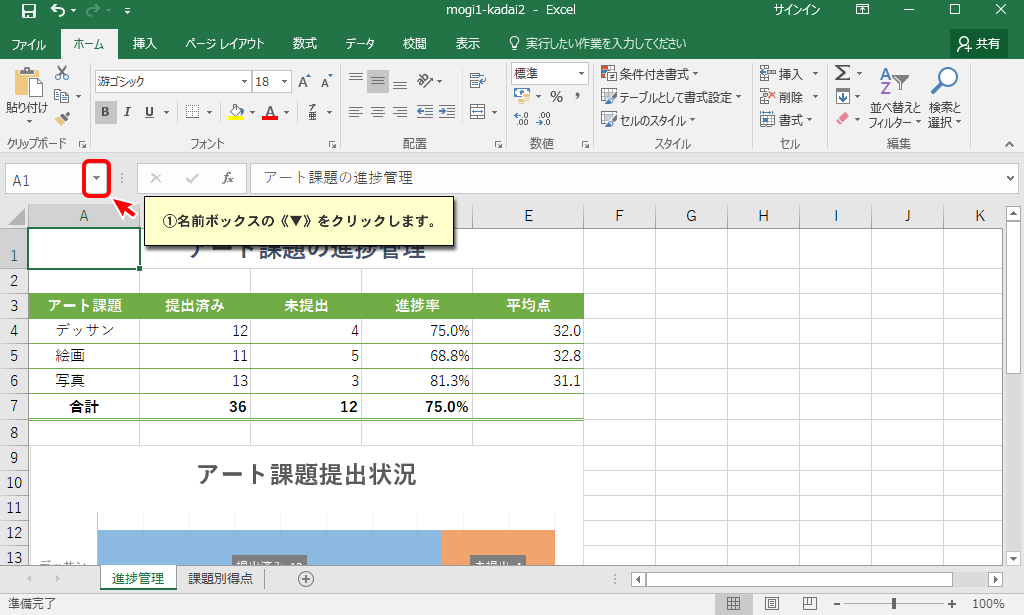 mogi1-kadai2 - Excel
サインイン
ファイル ホーム 挿入 ページ レイアウト 数式 データ 校閲 表示 実行したい作業を入力してください 共有
貼り付け
クリップボード
游ゴシック 18 A A
B I U A
フォント
配置
標準
% ,
数値
条件付き書式
テーブルとして書式設定
セルのスタイル
スタイル
挿入
削除
書式
セル
Σ
並べ替えと
フィルター
検索と
選択
編集
A1 fx アート課題の進捗管理
①名前ボックスの《▼》をクリックします。
A E F G H I J K
1 アート課題の進捗管理
2
3 アート課題 提出済み 未提出 進捗率 平均点
4 デッサン 12 4 75.0% 32.0
5 絵画 11 5 68.8% 32.8
6 写真 13 3 81.3% 31.1
7 合計 36 12 75.0%
8
9
アート課題提出状況
10
11
12
13
デッサン 提出済み, 12 未提出, 4
進捗管理 課題別得点
準備完了 100%